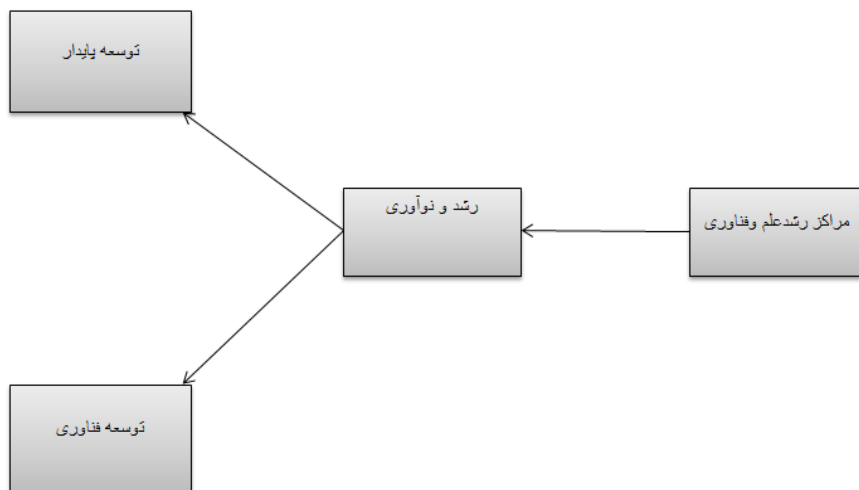 توسعه پایدار
رشد و نوآوری
مراکز رشدعلم وفناوری
توسعه فناوری